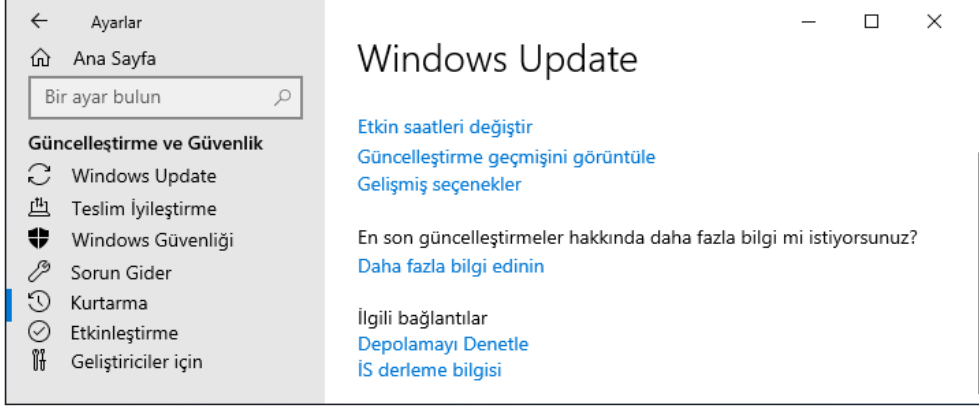 Ayarlar
Ana Sayfa
Bir ayar bulun
Güncelleştirme ve Güvenlik
Windows Update
Teslim İyileştirme
Windows Güvenliği
Sorun Gider
Kurtarma
Etkinleştirme
Geliştiriciler için
Windows Update
Etkin saatleri değiştir
Güncelleştirme geçmişini görüntüle
Gelişmiş seçenekler
En son güncelleştirmeler hakkında daha fazla bilgi mi istiyorsunuz?
Daha fazla bilgi edinin
İlgili bağlantılar
Depolamayı Denetle
İS derleme bilgisi